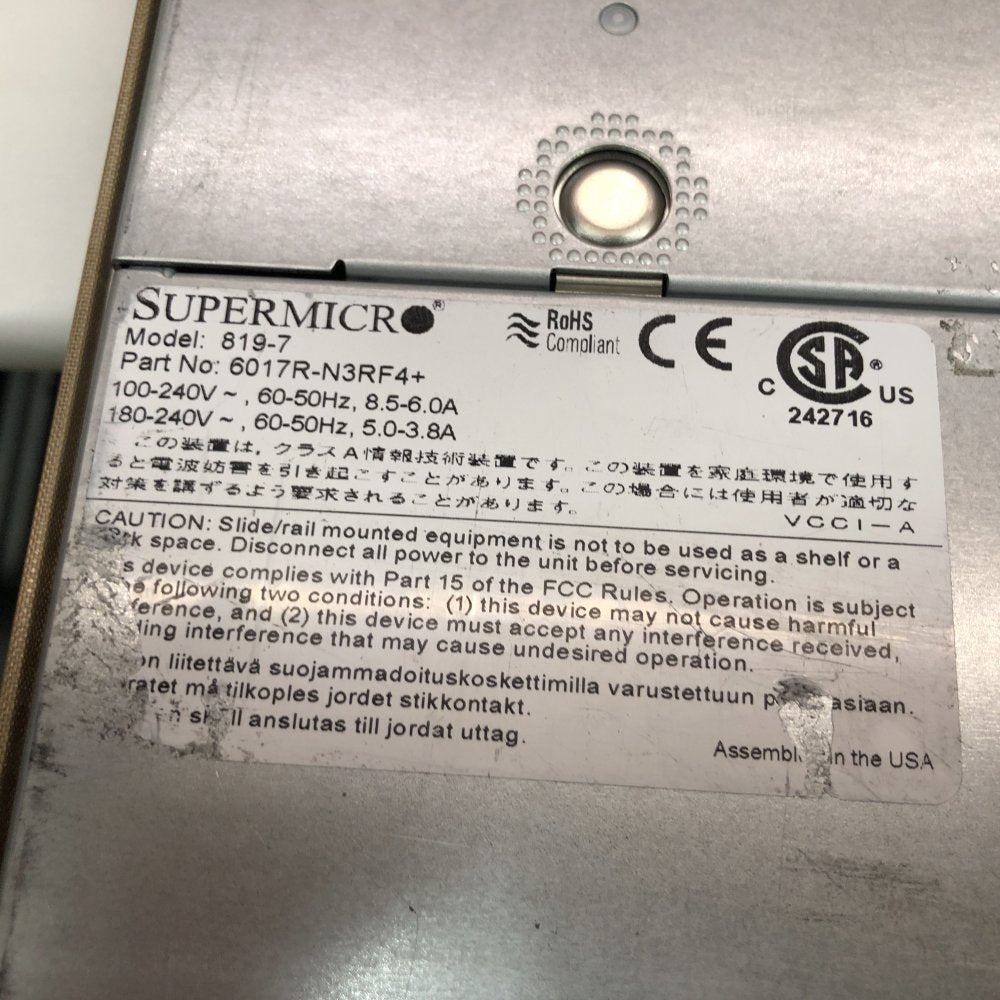 SUPERMICRO®
Model: 819-7
Part No: 6017R-N3RF4+
100-240V ~ , 60-50Hz, 8.5-6.0A
180-240V ~ , 60-50Hz, 5.0-3.8A
RoHS
Compliant
CE
CSA®
C US
242716
この装置は，クラスA情報技術装置です。この装置を家庭環境で使用す
ると電波妨害を引き起こすことがあります。この場合には使用者が適切な
対策を講ずるよう要求されることがあります。
VCCI-A
CAUTION: Slide/rail mounted equipment is not to be used as a shelf or a
space. Disconnect all power to the unit before servicing.
device complies with Part 15 of the FCC Rules. Operation is subject
following two conditions: (1) this device may not cause harmful
and (2) this device must accept any interference received,
interference that may cause undesired operation.
liitettävä suojammadoituskoskettimilla varustettuun
må tilkoples jordet stikkontakt.
anslutas till jordat uttag.
in the USA